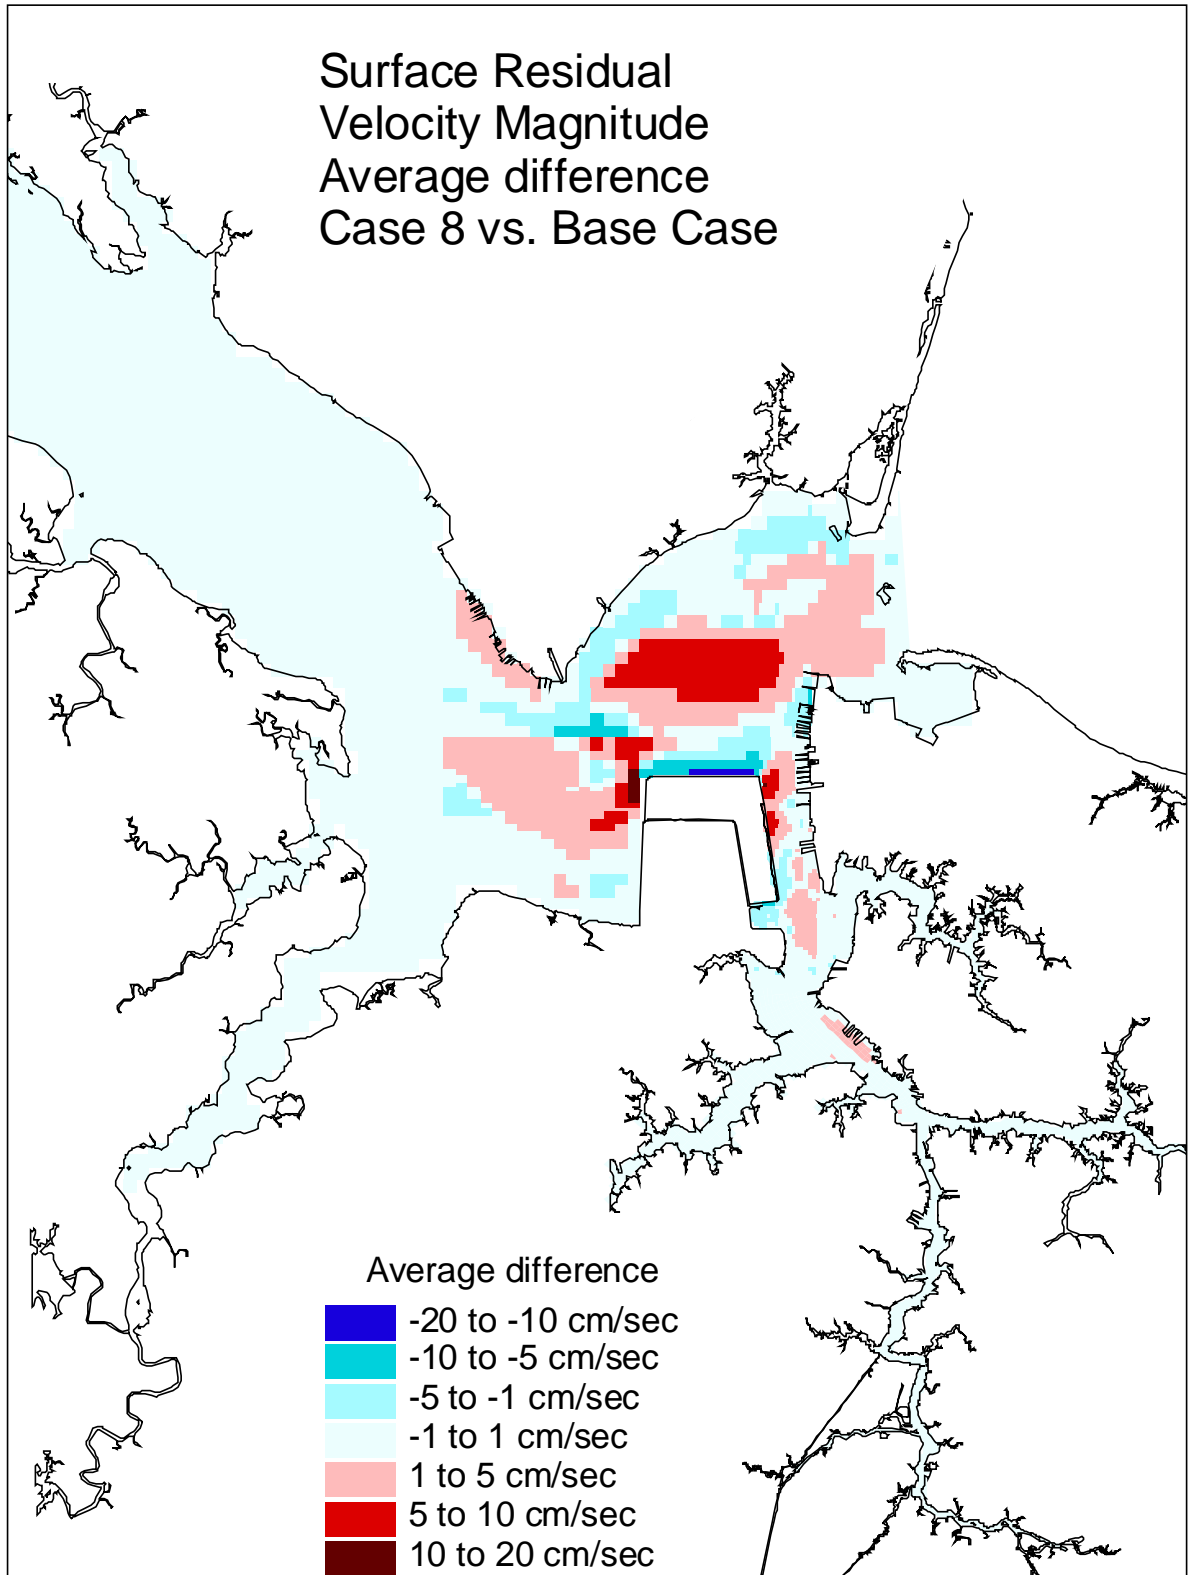 Surface Residual
Velocity Magnitude
Average difference
Case 8 vs. Base Case
Average difference
-20 to -10 cm/sec
-10 to -5 cm/sec
-5 to -1 cm/sec
-1 to 1 cm/sec
1 to 5 cm/sec
5 to 10 cm/sec
10 to 20 cm/sec